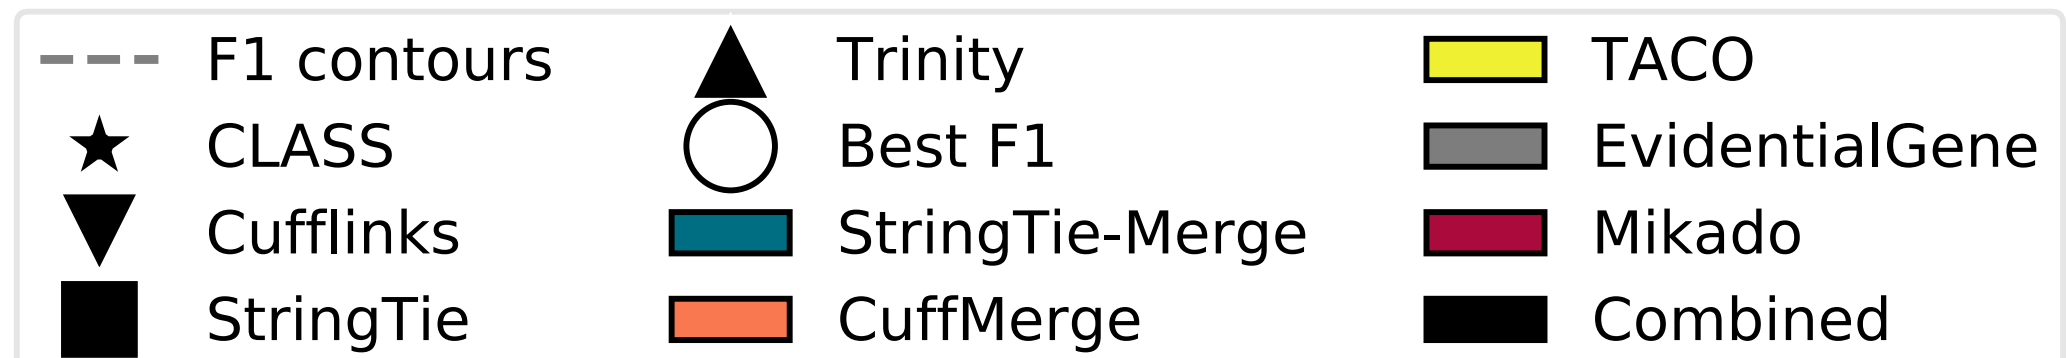 F1 contours
CLASS
Cufflinks
StringTie
Trinity
Best F1
StringTie-Merge
CuffMerge
TACO
EvidentialGene
Mikado
Combined